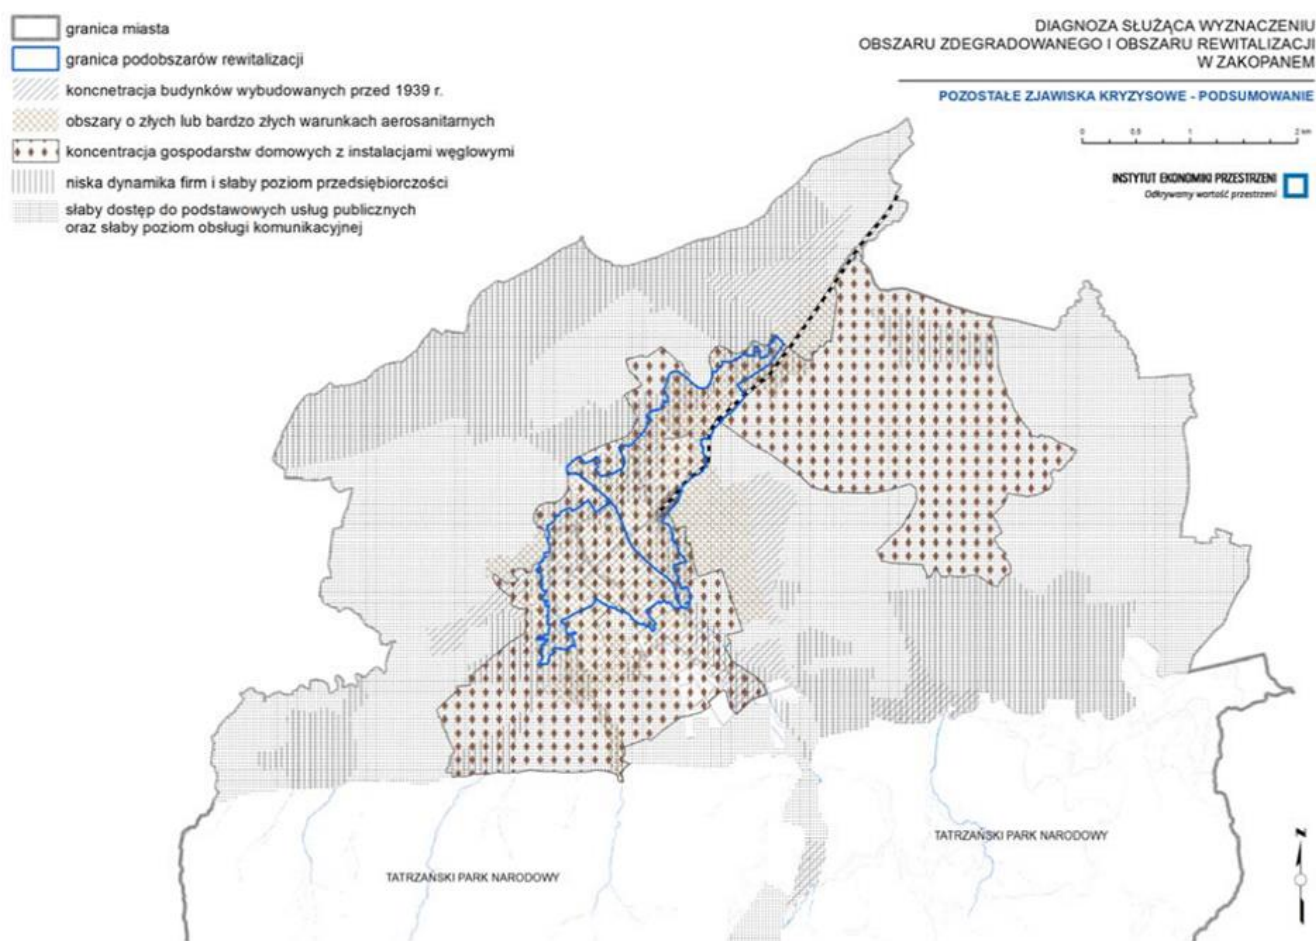 granica miasta
granica podobszarów rewitalizacji
koncnetracja budynków wybudowanych przed 1939 r.
obszary o złych lub bardzo złych warunkach aerosanitarnych
koncentracja gospodarstw domowych z instalacjami węglowymi
niska dynamika firm i słaby poziom przedsiębiorczości
słaby dostęp do podstawowych usług publicznych
oraz słaby poziom obsługi komunikacyjnej
DIAGNOZA SŁUŻĄCA WYZNACZENIU
OBSZARU ZDEGRADOWANEGO I OBSZARU REWITALIZACJI
W ZAKOPANEM
POZOSTAŁE ZJAWISKA KRYZYSOWE - PODSUMOWANIE
0 0,5 1 2 km
INSTYTUT EKONOMIKI PRZESTRZENI
Odkrywamy wartość przestrzeni
TATRZAŃSKI PARK NARODOWY
TATRZAŃSKI PARK NARODOWY
N